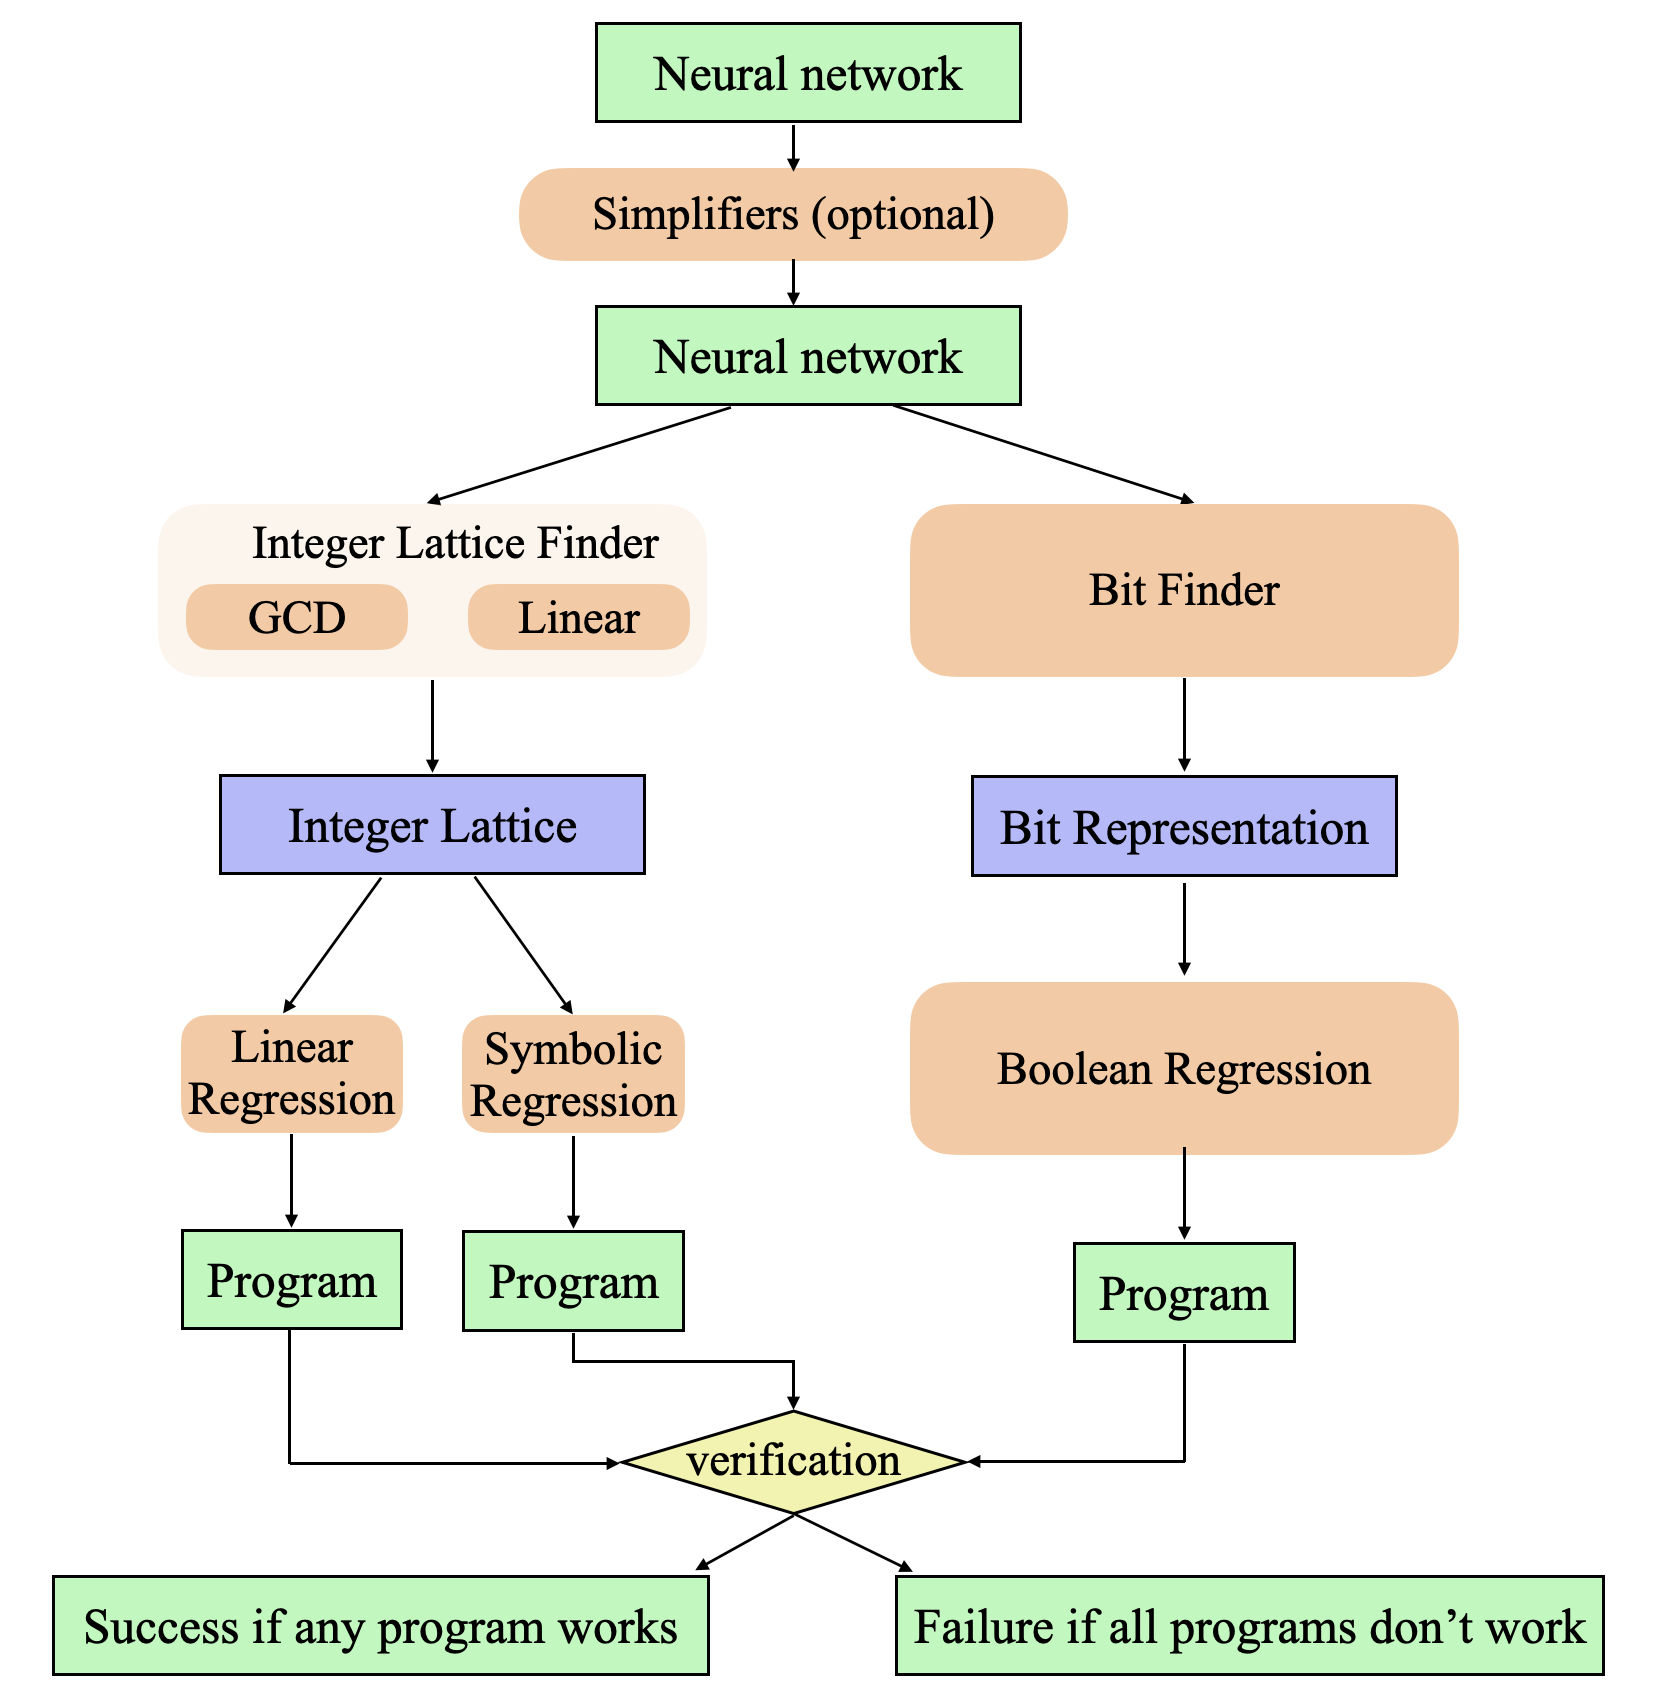 Neural network
Simplifiers (optional)
Neural network
Integer Lattice Finder
GCD
Linear
Bit Finder
Integer Lattice
Bit Representation
Linear
Regression
Symbolic
Regression
Boolean Regression
Program
Program
Program
verification
Success if any program works
Failure if all programs don’t work